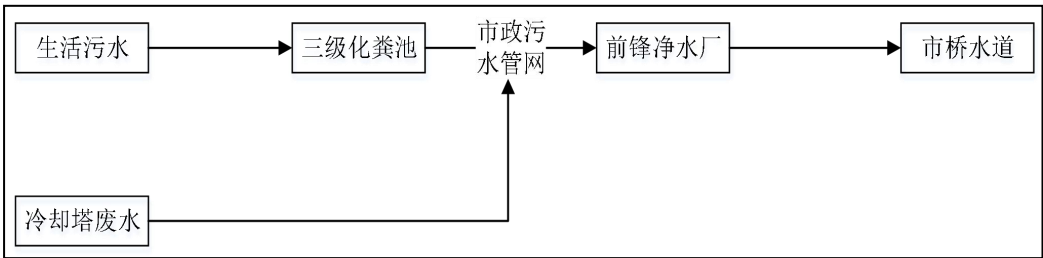 生活污水
三级化粪池
市政污
水管网
前锋净水厂
市桥水道
冷却塔废水